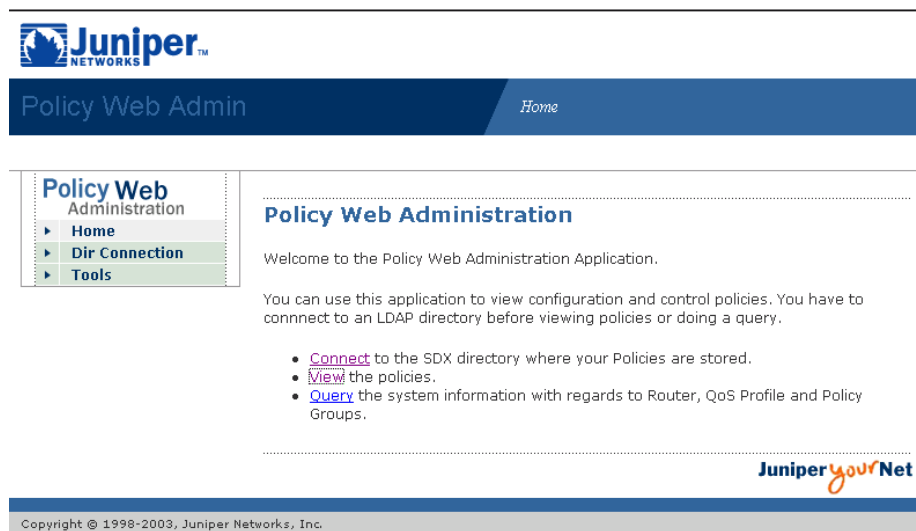 Juniper™
NETWORKS
Policy Web Admin
Home
Policy Web
Administration
Home
Dir Connection
Tools
Policy Web Administration
Welcome to the Policy Web Administration Application.
You can use this application to view configuration and control policies. You have to
connnect to an LDAP directory before viewing policies or doing a query.
• Connect to the SDX directory where your Policies are stored.
• View the policies.
• Query the system information with regards to Router, QoS Profile and Policy
Groups.
Juniper your Net
Copyright © 1998-2003, Juniper Networks, Inc.